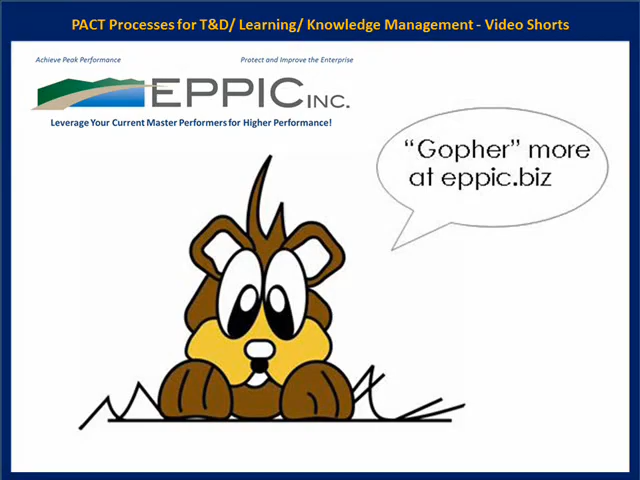 PACT Processes for T&D/ Learning/ Knowledge Management - Video Shorts
Achieve Peak Performance
Protect and Improve the Enterprise
EPPIC INC.
Leverage Your Current Master Performers for Higher Performance!
“Gopher” more
at eppic.biz